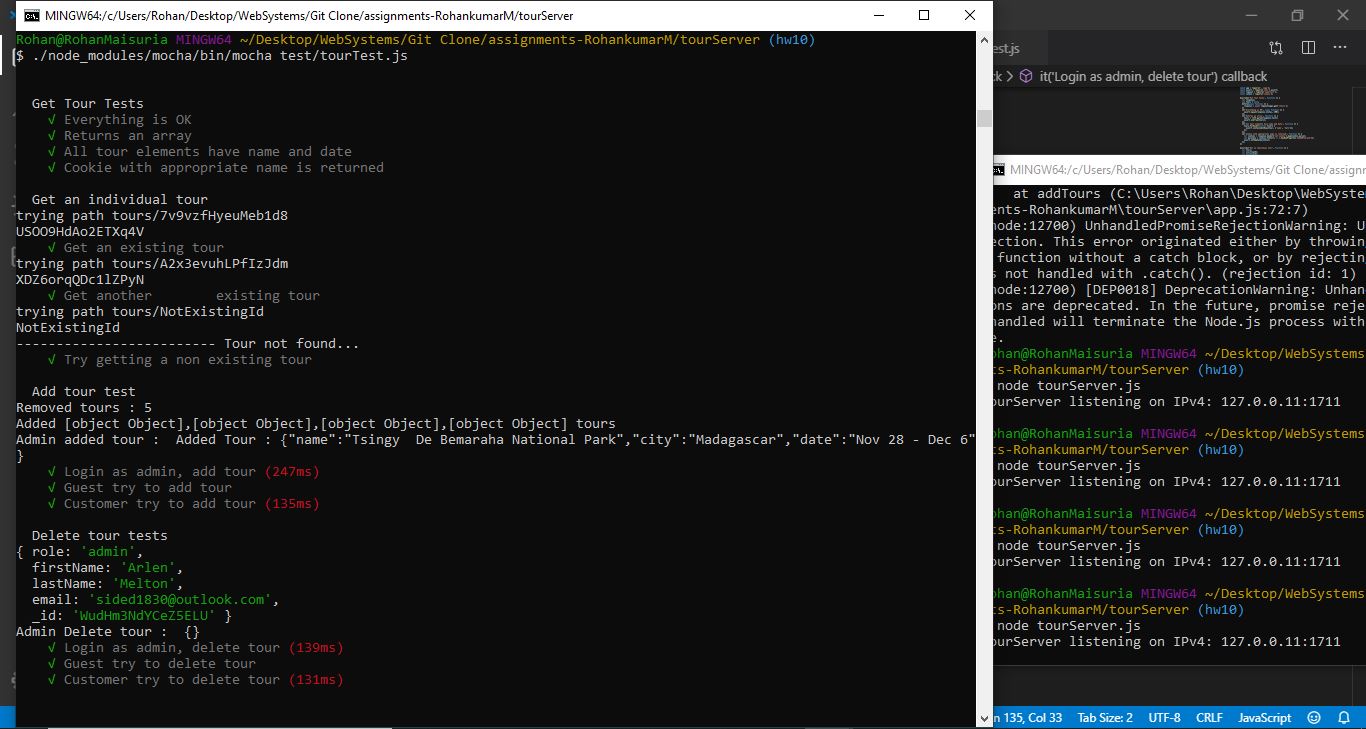 MINGW64:/c/Users/Rohan/Desktop/WebSystems/Git Clone/assignments-RohankumarM/tourServer
Rohan@RohanMaisuria MINGW64 ~/Desktop/WebSystems/Git Clone/assignments-RohankumarM/tourServer (hw10)
$ ./node_modules/mocha/bin/mocha test/tourTest.js
Get Tour Tests
√ Everything is OK
√ Returns an array
√ All tour elements have name and date
√ Cookie with appropriate name is returned
Get an individual tour
trying path tours/7v9vzfHyeuMeb1d8
USOO9HdAo2ETXq4V
√ Get an existing tour
trying path tours/A2x3evuhLPfIzJdm
XDZ6orqQDc1lZPyN
√ Get another        existing tour
trying path tours/NotExistingId
NotExistingId
------------------------- Tour not found...
√ Try getting a non existing tour
Add tour test
Removed tours : 5
Added [object Object],[object Object],[object Object],[object Object] tours
Admin added tour :  Added Tour : {"name":"Tsingy  De Bemaraha National Park","city":"Madagascar","date":"Nov 28 - Dec 6"
}
√ Login as admin, add tour (247ms)
√ Guest try to add tour
√ Customer try to add tour (135ms)
Delete tour tests
{ role: 'admin',
firstName: 'Arlen',
lastName: 'Melton',
email: 'sided1830@outlook.com',
_id: 'WudHm3NdYCeZ5ELU' }
Admin Delete tour :  {}
√ Login as admin, delete tour (139ms)
√ Guest try to delete tour
√ Customer try to delete tour (131ms)
est.js
ck > it('Login as admin, delete tour') callback
MINGW64:/c/Users/Rohan/Desktop/WebSystems/Git Clone/assignm
at addTours (C:\Users\Rohan\Desktop\WebSyste
ents-RohankumarM\tourServer\app.js:72:7)
node:12700) UnhandledPromiseRejectionWarning: U
ection. This error originated either by throwin
function without a catch block, or by rejectin
s not handled with .catch(). (rejection id: 1)
node:12700) [DEP0018] DeprecationWarning: Unhan
ons are deprecated. In the future, promise reje
handled will terminate the Node.js process with
e.
ohan@RohanMaisuria MINGW64 ~/Desktop/WebSystems
ts-RohankumarM/tourServer (hw10)
node tourServer.js
ourServer listening on IPv4: 127.0.0.11:1711
ohan@RohanMaisuria MINGW64 ~/Desktop/WebSystems
ts-RohankumarM/tourServer (hw10)
node tourServer.js
ourServer listening on IPv4: 127.0.0.11:1711
ohan@RohanMaisuria MINGW64 ~/Desktop/WebSystems
ts-RohankumarM/tourServer (hw10)
node tourServer.js
ourServer listening on IPv4: 127.0.0.11:1711
ohan@RohanMaisuria MINGW64 ~/Desktop/WebSystems
ts-RohankumarM/tourServer (hw10)
node tourServer.js
ourServer listening on IPv4: 127.0.0.11:1711
n 135, Col 33 Tab Size: 2 UTF-8 CRLF JavaScript